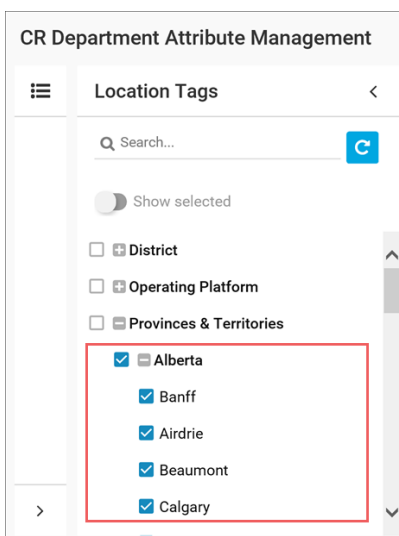 CR Department Attribute Management
Location Tags
Search...
Show selected
District
Operating Platform
Provinces & Territories
Alberta
Banff
Airdrie
Beaumont
Calgary